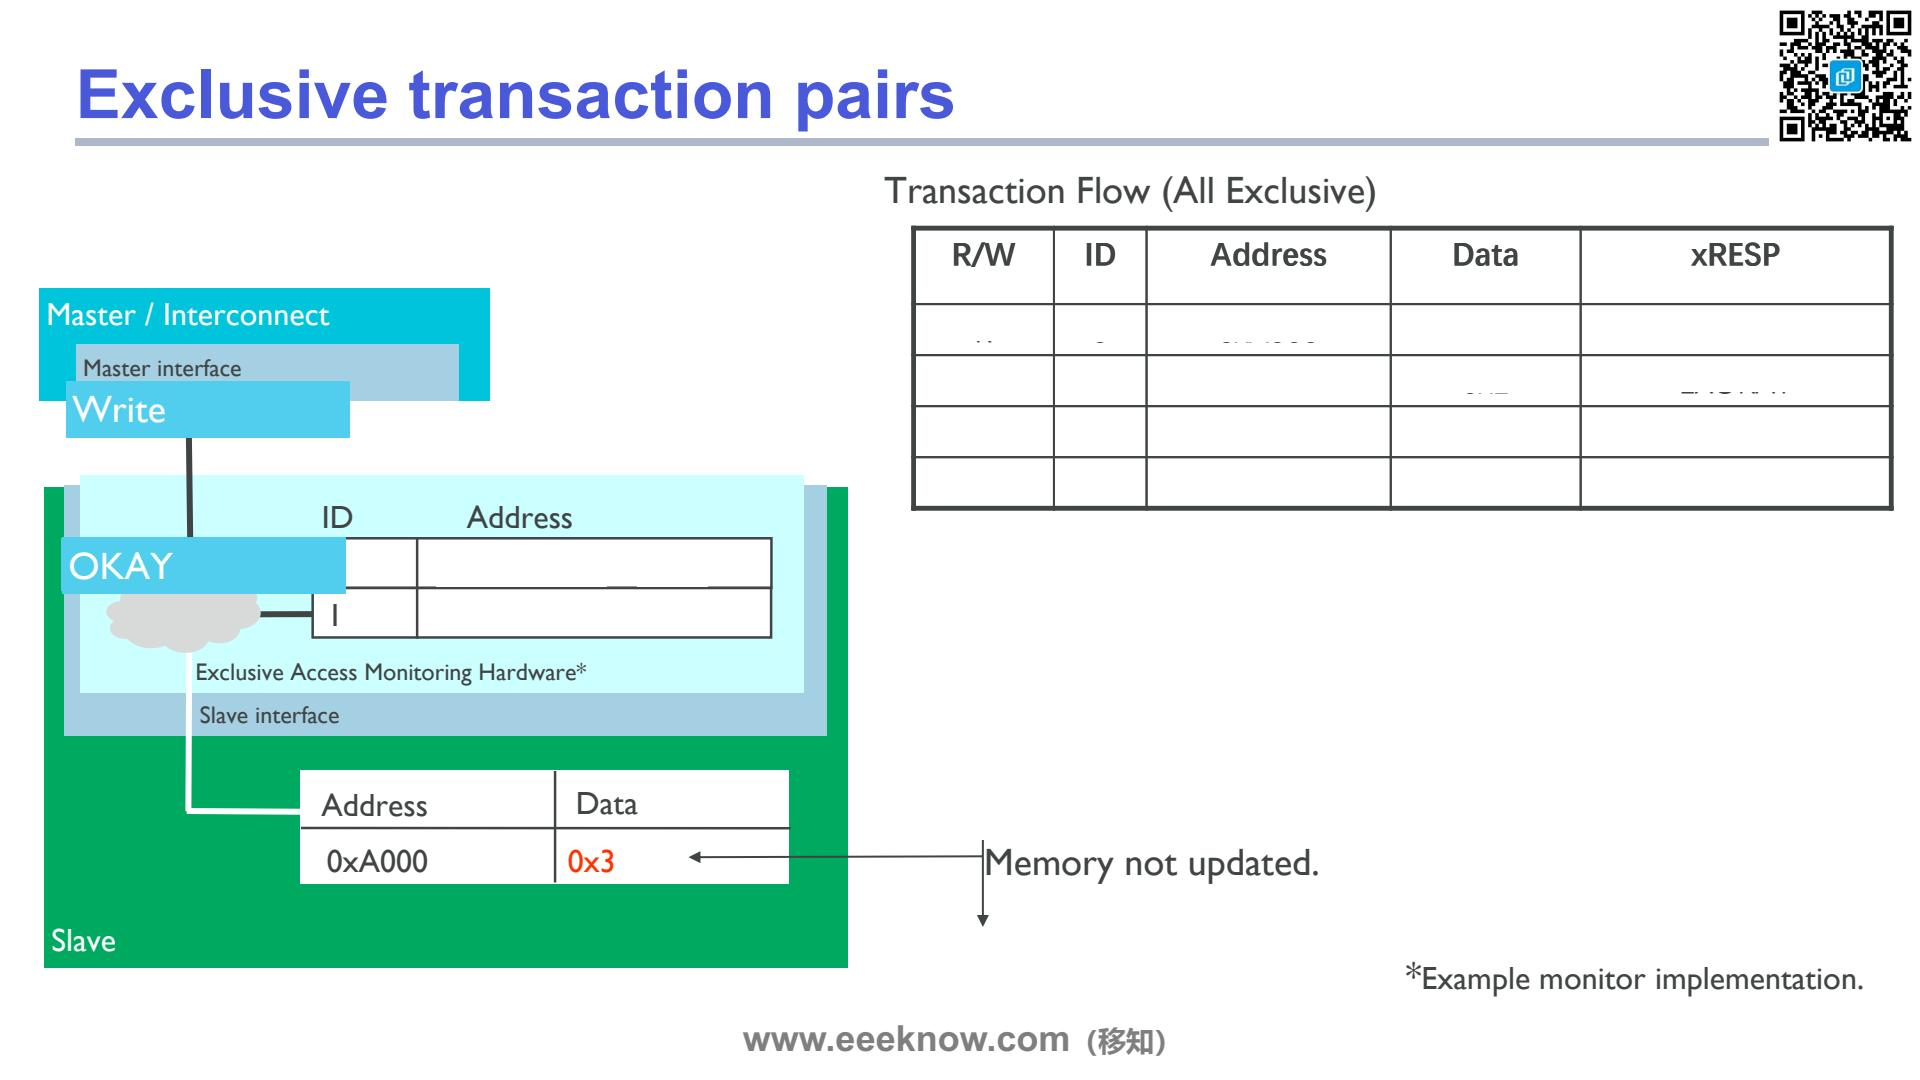 Exclusive transaction pairs
Transaction Flow (All Exclusive)
R/W ID Address Data xRESP
Master / Interconnect
Master interface
Write
ID Address
OKAY
1
Exclusive Access Monitoring Hardware*
Slave interface
Address Data
0xA000 0x3
Memory not updated.
Slave
*Example monitor implementation.
www.eeeknow.com (移知)